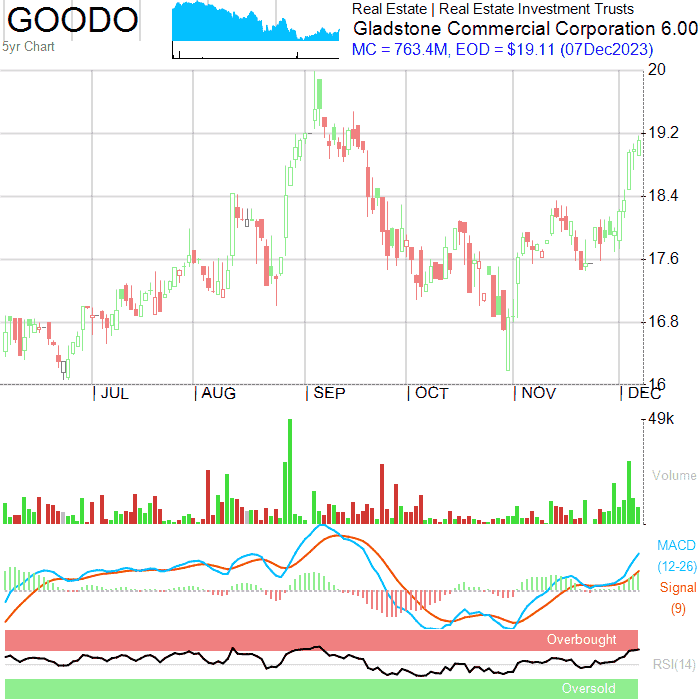 GOODO
5yr Chart
Real Estate | Real Estate Investment Trusts
Gladstone Commercial Corporation 6.00
MC = 763.4M, EOD = $19.11 (07Dec2023)
20
19.2
18.4
17.6
16.8
16
JUL AUG SEP OCT NOV DEC
49k
Volume
MACD
(12-26)
Signal
(9)
Overbought
RSI(14)
Oversold